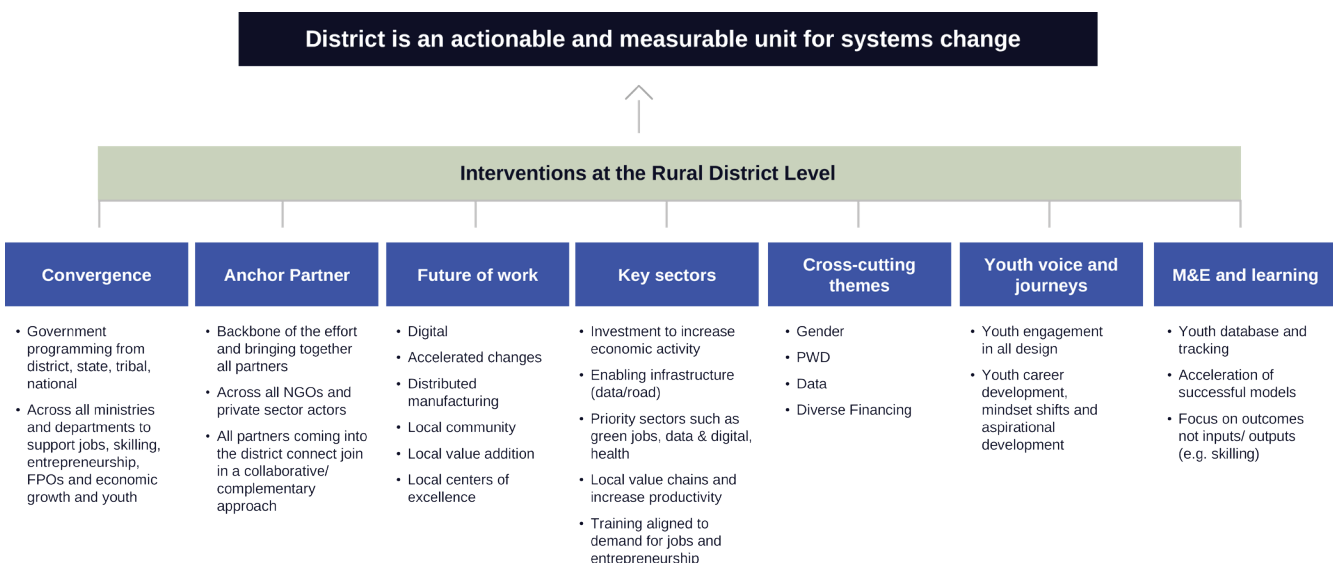 District is an actionable and measurable unit for systems change
Interventions at the Rural District Level
Convergence
• Government
programming from
district, state, tribal,
national
• Across all ministries
and departments to
support jobs, skilling,
entrepreneurship,
FPOs and economic
growth and youth
Anchor Partner
• Backbone of the effort
and bringing together
all partners
• Across all NGOs and
private sector actors
• All partners coming into
the district connect join
in a collaborative/
complementary
approach
Future of work
• Digital
• Accelerated changes
• Distributed
manufacturing
• Local community
• Local value addition
• Local centers of
excellence
Key sectors
• Investment to increase
economic activity
• Enabling infrastructure
(data/road)
• Priority sectors such as
green jobs, data & digital,
health
• Local value chains and
increase productivity
• Training aligned to
demand for jobs and
entrepreneurship
Cross-cutting
themes
• Gender
• PWD
• Data
• Diverse Financing
Youth voice and
journeys
• Youth engagement
in all design
• Youth career
development,
mindset shifts and
aspirational
development
M&E and learning
• Youth database and
tracking
• Acceleration of
successful models
• Focus on outcomes
not inputs/ outputs
(e.g. skilling)